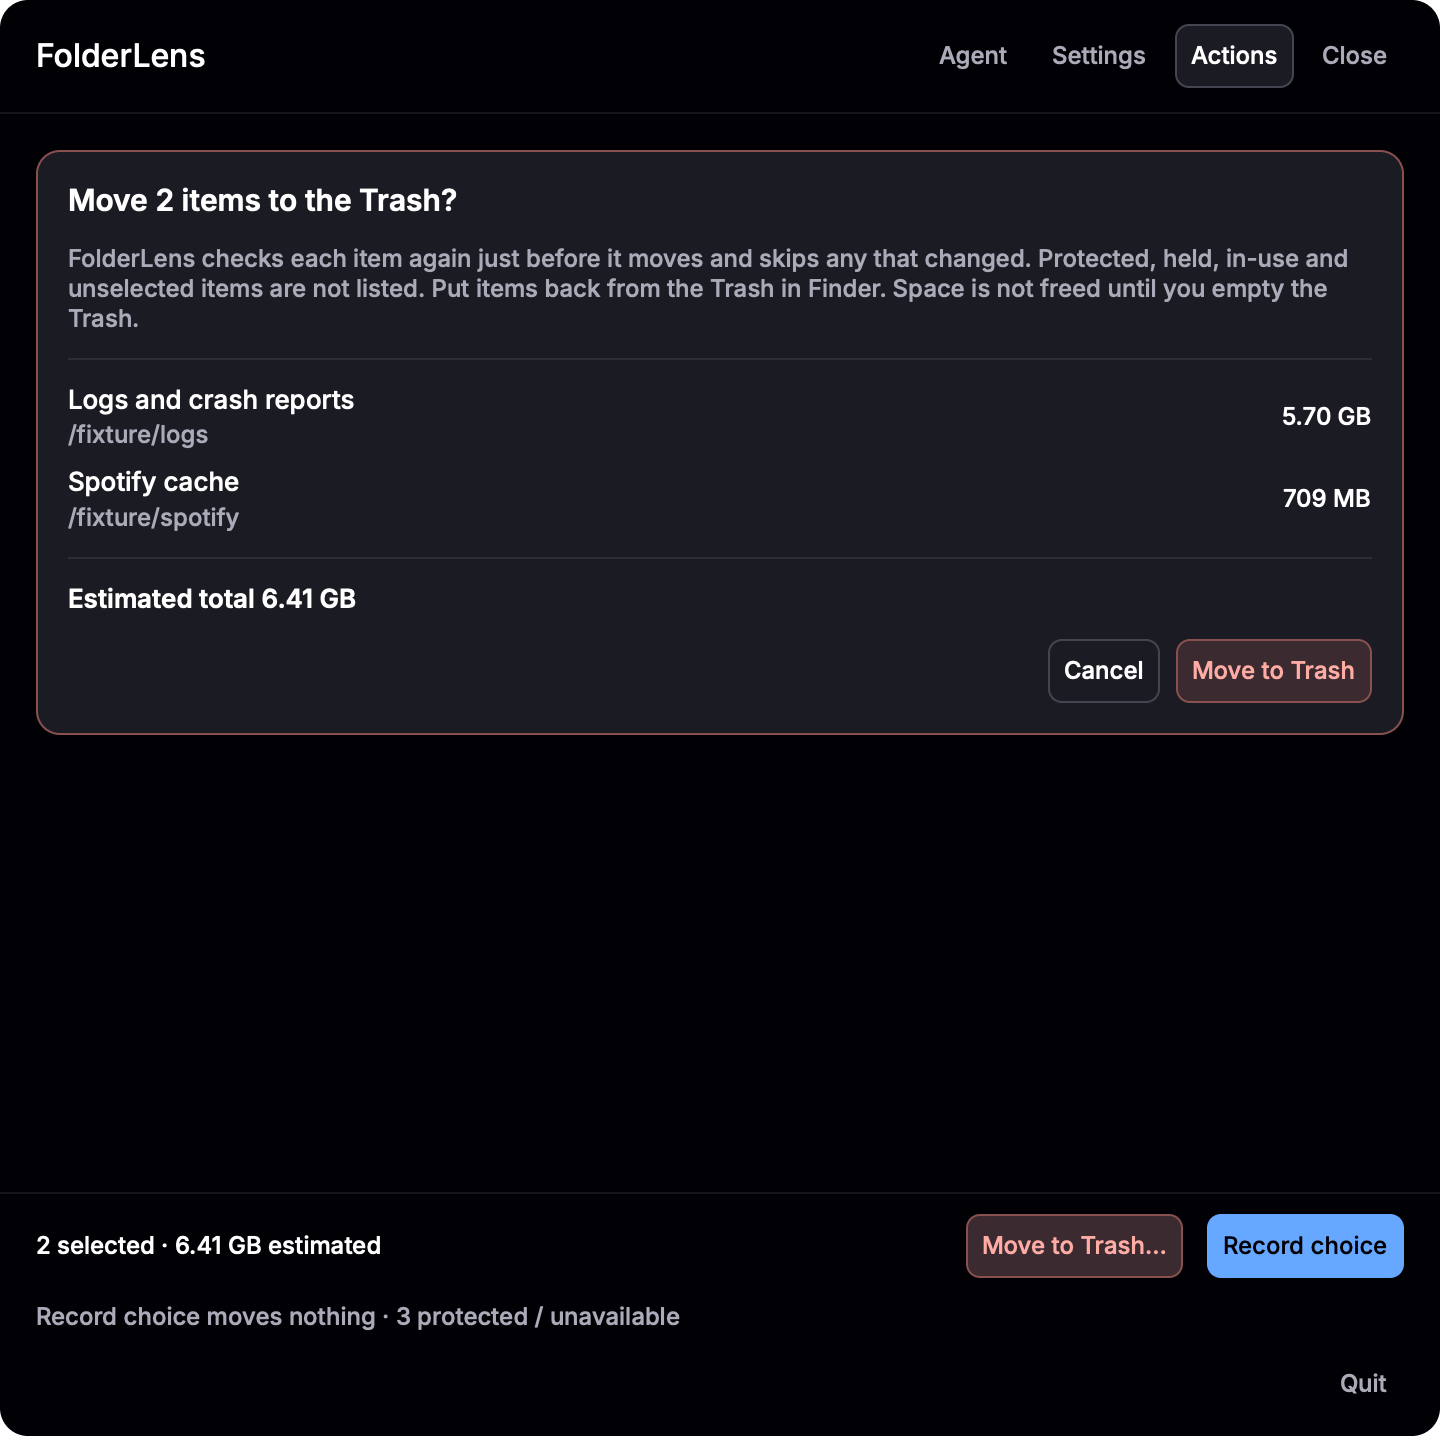 FolderLens
Agent
Settings
Actions
Close
Move 2 items to the Trash?
FolderLens checks each item again just before it moves and skips any that changed. Protected, held, in-use and
unselected items are not listed. Put items back from the Trash in Finder. Space is not freed until you empty the
Trash.
Logs and crash reports
/fixture/logs
5.70 GB
Spotify cache
/fixture/spotify
709 MB
Estimated total 6.41 GB
Cancel
Move to Trash
2 selected · 6.41 GB estimated
Move to Trash...
Record choice
Record choice moves nothing · 3 protected / unavailable
Quit